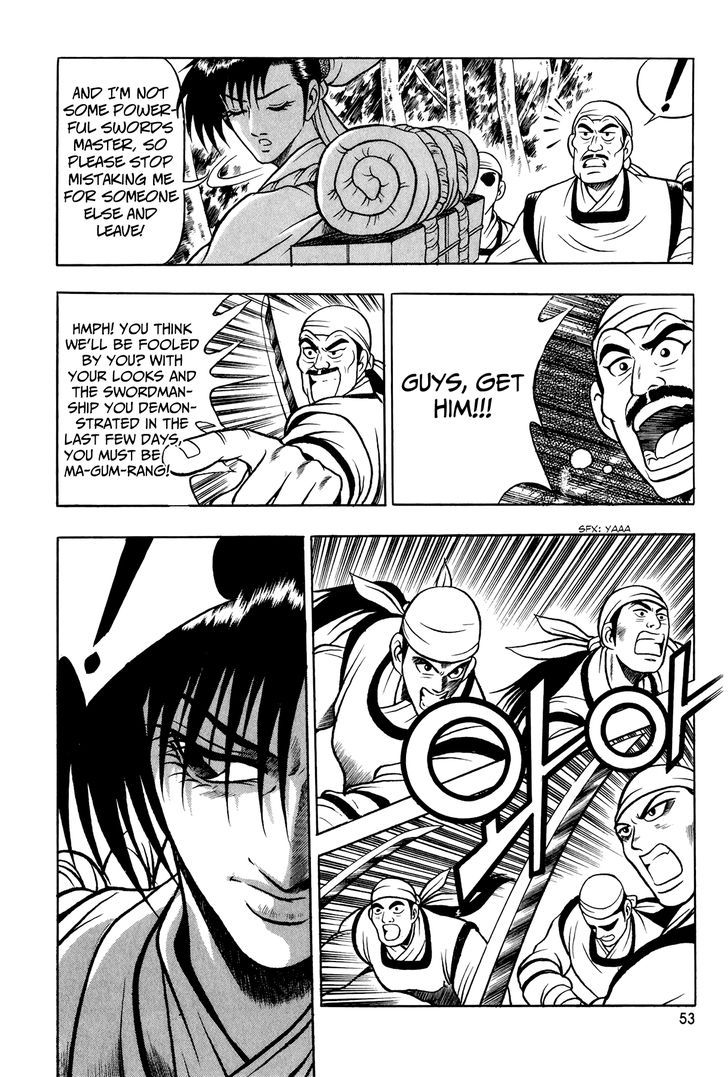 AND I'M NOT
SOME POWER-
FUL SWORDS
MASTER, SO
PLEASE STOP
MISTAKING ME
FOR SOMEONE
ELSE AND
LEAVE!
!
HMPH! YOU THINK
WE'LL BE FOOLED
BY YOU? WITH
YOUR LOOKS AND
THE SWORDMAN-
SHIP YOU DEMON-
STRATED IN THE
LAST FEW DAYS,
YOU MUST BE
MA-GUM-RANG!
GUYS, GET
HIM!!!
!
SFX: YAAA
야아
53